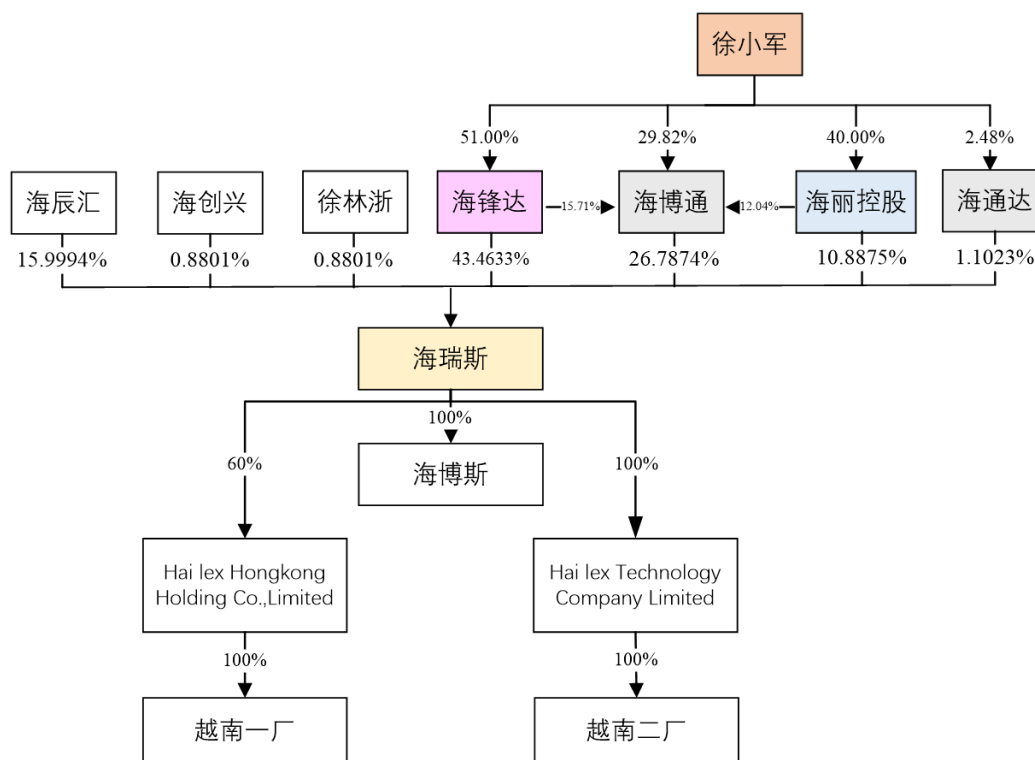 徐小军
51.00%
29.82%
40.00%
2.48%
海辰汇
海创兴
徐林浙
海锋达
15.71%
海博通
12.04%
海丽控股
海通达
15.9994%
0.8801%
0.8801%
43.4633%
26.7874%
10.8875%
1.1023%
海瑞斯
100%
60%
海博斯
100%
Hai lex Hongkong
Holding Co.,Limited
Hai lex Technology
Company Limited
100%
100%
越南一厂
越南二厂